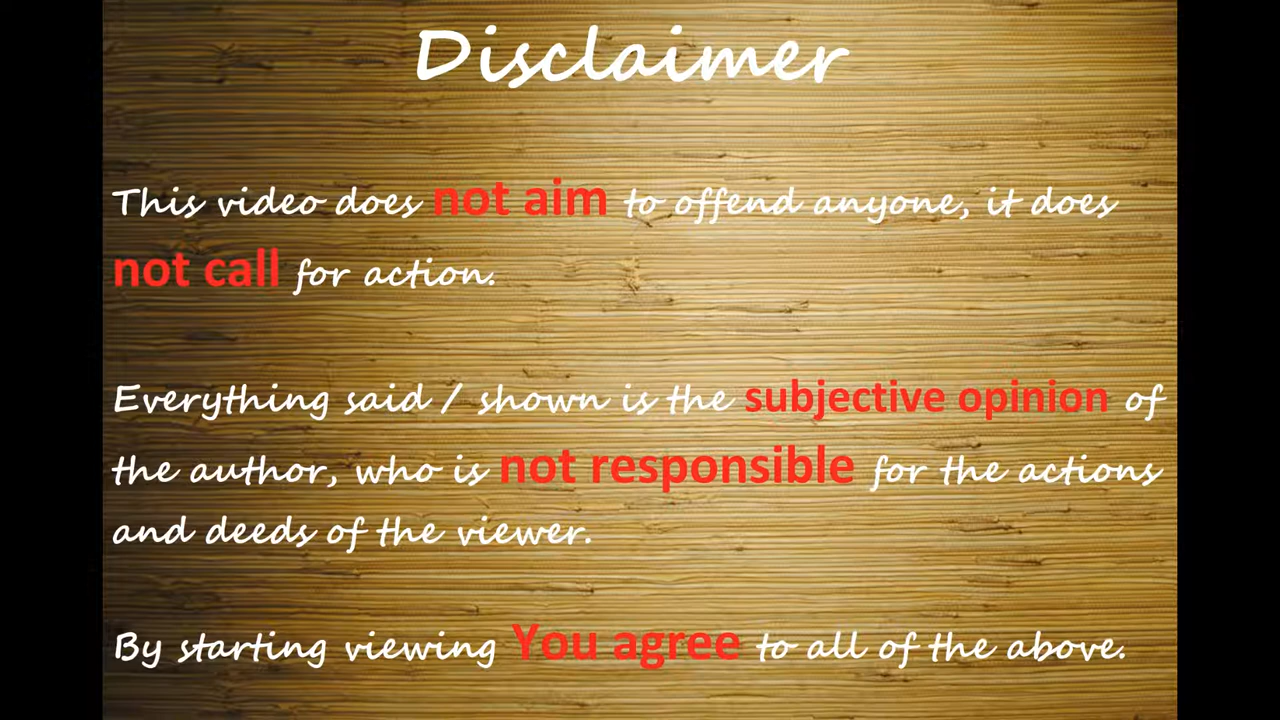 Disclaimer
This video does not aim to offend anyone, it does
not call for action.
Everything said / shown is the subjective opinion of
the author, who is not responsible for the actions
and deeds of the viewer.
By starting viewing You agree to all of the above.